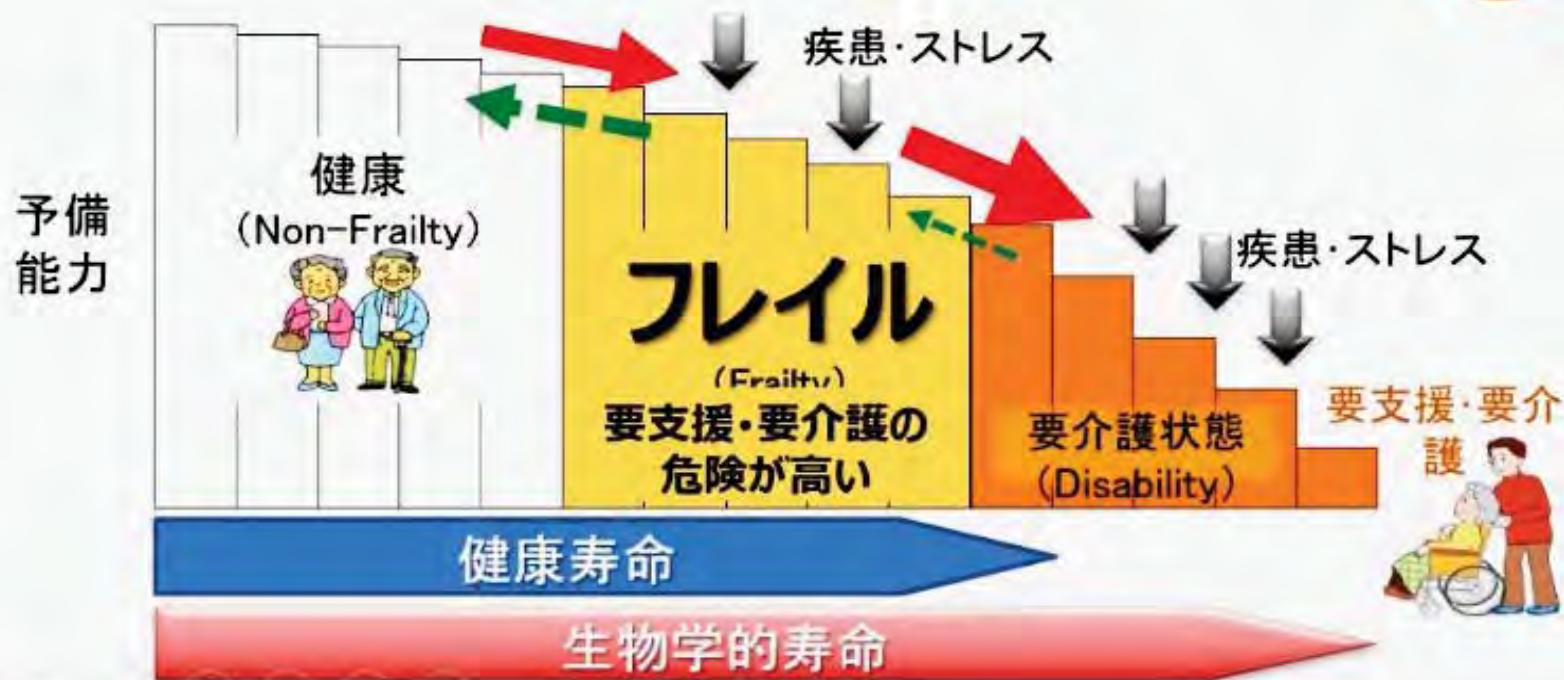 疾患・ストレス
健康
(Non-Frailty)
予備
能力
疾患・ストレス
フレイル
(Frailty)
要支援・要介護の
危険が高い
要介護状態
(Disability)
要支援・要介
護
健康寿命
生物学的寿命